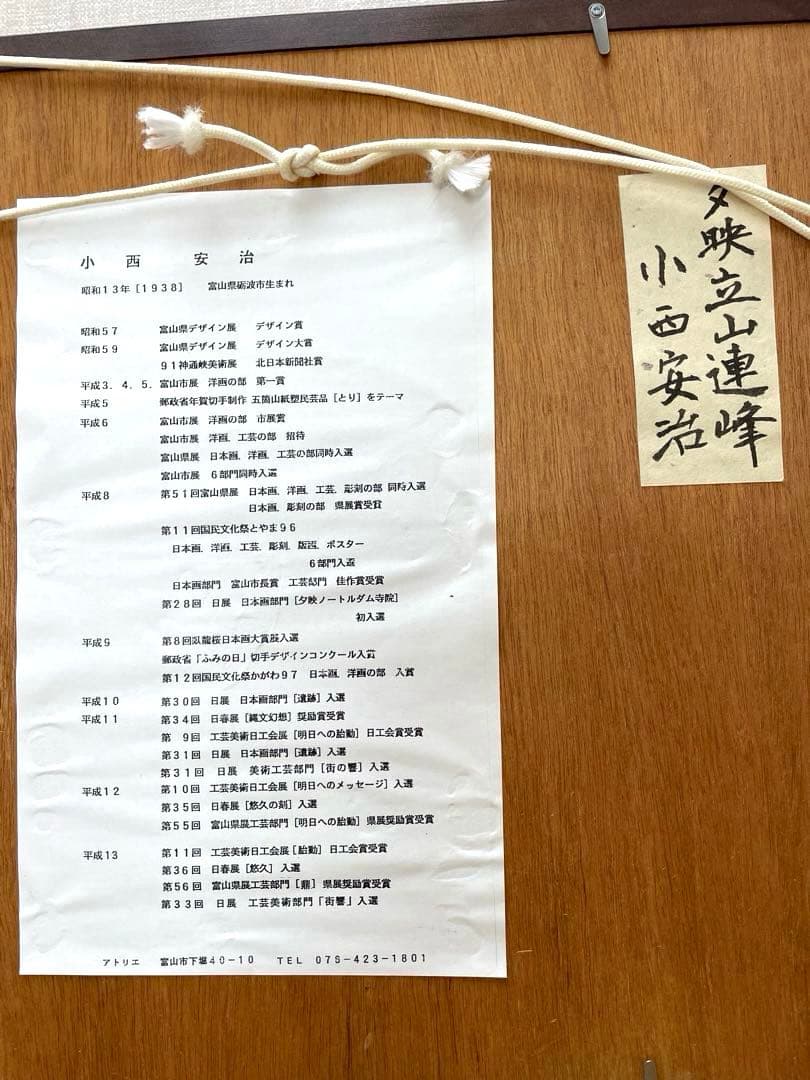 小　西　　安　治
昭和13年［1938］　富山県砺波市生まれ
昭和57　富山県デザイン展　デザイン賞
昭和59　富山県デザイン展　デザイン大賞
91神通峡美術展　北日本新聞社賞
平成3．4．5．富山市展　洋画の部　第一賞
平成5　郵政省年賀切手制作　五箇山紙塑民芸品［とり］をテーマ
平成6　富山市展　洋画の部　市展賞
富山市展　洋画．工芸の部　招待
富山県展　日本画．洋画．工芸の部同時入選
富山市展　6部門同時入選
平成8　第51回富山県展　日本画．洋画．工芸．彫刻の部 同時入選
日本画．彫刻の部　県展賞受賞
第11回国民文化祭とやま96
日本画．洋画．工芸．彫刻．版画．ポスター
6部門入選
日本画部門　富山市長賞　工芸部門　佳作賞受賞
第28回　日展　日本画部門［夕映ノートルダム寺院］
初入選
平成9　第8回臥龍桜日本画大賞展入選
郵政省「ふみの日」切手デザインコンクール入賞
第12回国民文化祭かがわ97　日本画．洋画の部　入賞
平成10　第30回　日展　日本画部門［遺跡］入選
平成11　第34回　日春展［縄文幻想］奨励賞受賞
第　9回　工芸美術日工会展［明日への胎動］日工会賞受賞
第31回　日展　日本画部門［遺跡］入選
第31回　日展　美術工芸部門［街の響］入選
平成12　第10回　工芸美術日工会展［明日へのメッセージ］入選
第35回　日春展［悠久の刻］入選
第55回　富山県展工芸部門［明日への胎動］県展奨励賞受賞
平成13　第11回　工芸美術日工会展［胎動］日工会賞受賞
第36回　日春展［悠久］入選
第56回　富山県展工芸部門［鼎］県展奨励賞受賞
第33回　日展　工芸美術部門「街響」入選
アトリエ　富山市下堀40-10　TEL　076-423-1801
夕映立山連峰
小西安治